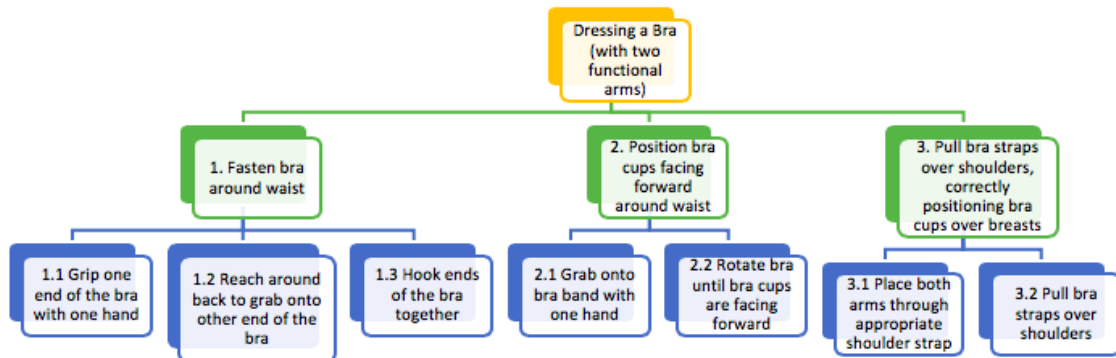 Dressing a Bra
(with two
functional
arms)
1. Fasten bra
around waist
2. Position bra
cups facing
forward
around waist
3. Pull bra straps
over shoulders,
correctly
positioning bra
cups over breasts
1.1 Grip one
end of the bra
with one hand
1.2 Reach around
back to grab onto
other end of the
bra
1.3 Hook ends
of the bra
together
2.1 Grab onto
bra band with
one hand
2.2 Rotate bra
until bra cups
are facing
forward
3.1 Place both
arms through
appropriate
shoulder strap
3.2 Pull bra
straps over
shoulders